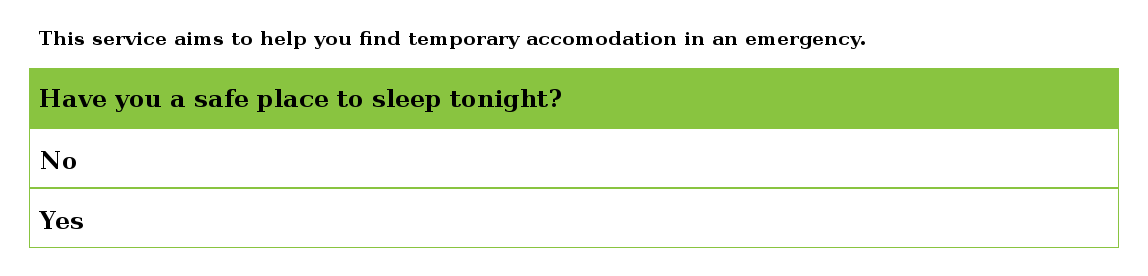 This service aims to help you find temporary accomodation in an emergency.
Have you a safe place to sleep tonight?
No
Yes